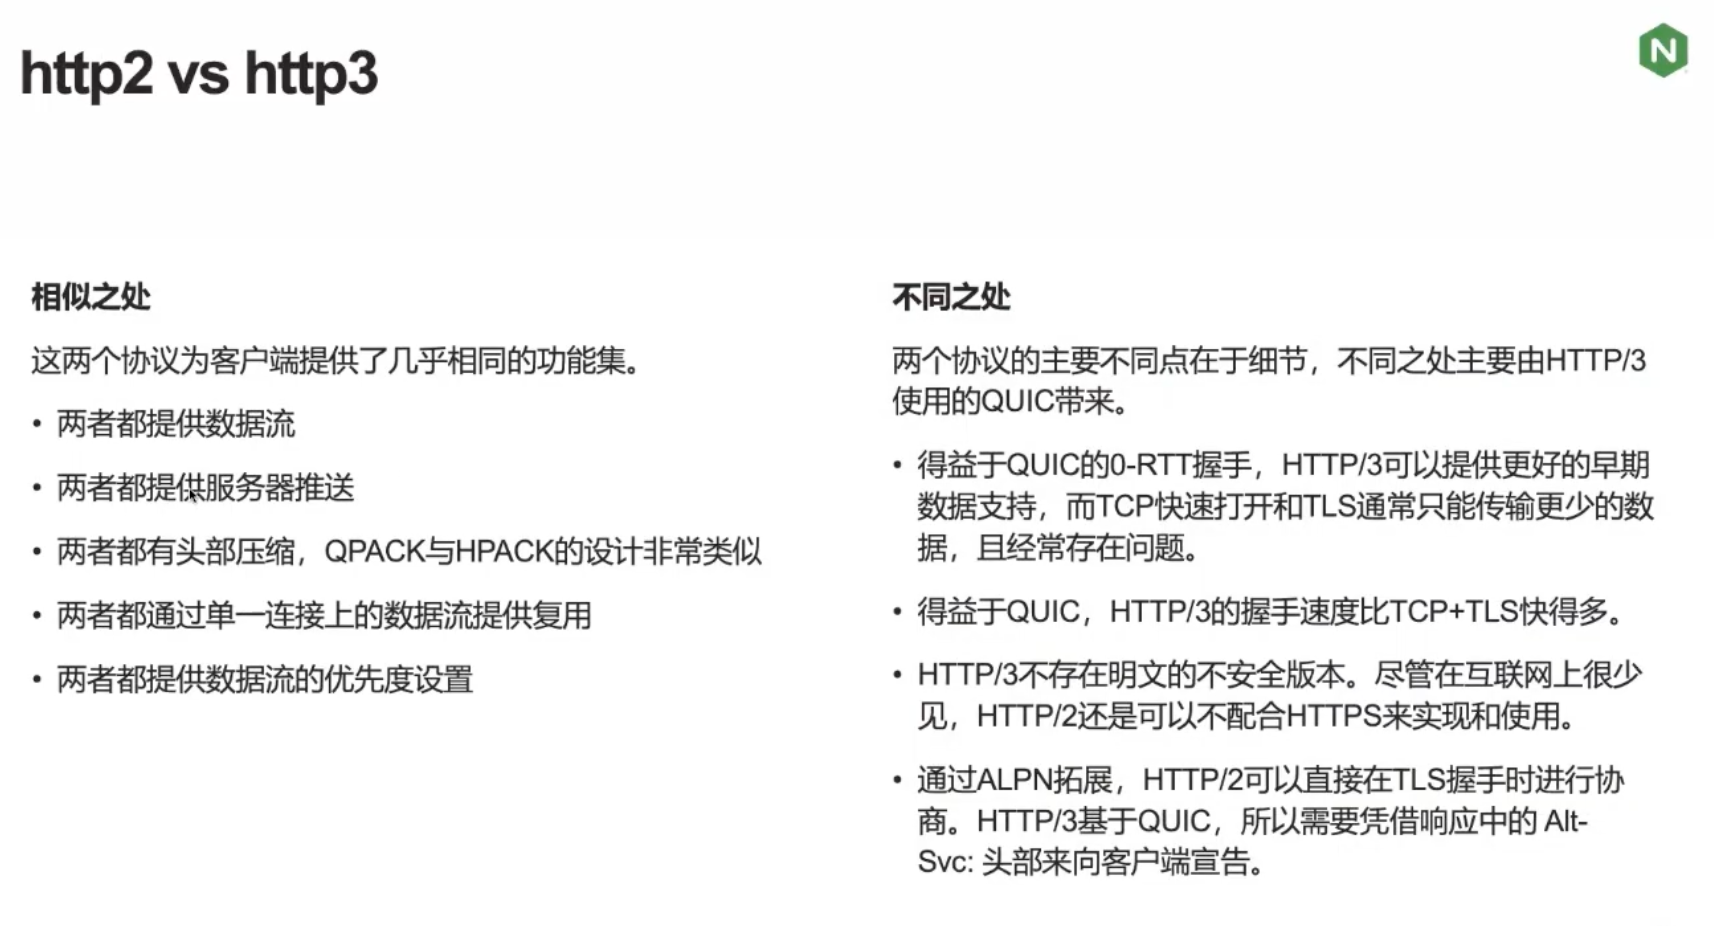 http2 vs http3
N
相似之处
这两个协议为客户端提供了几乎相同的功能集。
• 两者都提供数据流
• 两者都提供服务器推送
• 两者都有头部压缩，QPACK与HPACK的设计非常类似
• 两者都通过单一连接上的数据流提供复用
• 两者都提供数据流的优先度设置
不同之处
两个协议的主要不同点在于细节，不同之处主要由HTTP/3
使用的QUIC带来。
• 得益于QUIC的0-RTT握手，HTTP/3可以提供更好的早期
数据支持，而TCP快速打开和TLS通常只能传输更少的数
据，且经常存在问题。
• 得益于QUIC，HTTP/3的握手速度比TCP+TLS快得多。
• HTTP/3不存在明文的不安全版本。尽管在互联网上很少
见，HTTP/2还是可以不配合HTTPS来实现和使用。
• 通过ALPN拓展，HTTP/2可以直接在TLS握手时进行协
商。HTTP/3基于QUIC，所以需要凭借响应中的 Alt-
Svc: 头部来向客户端宣告。